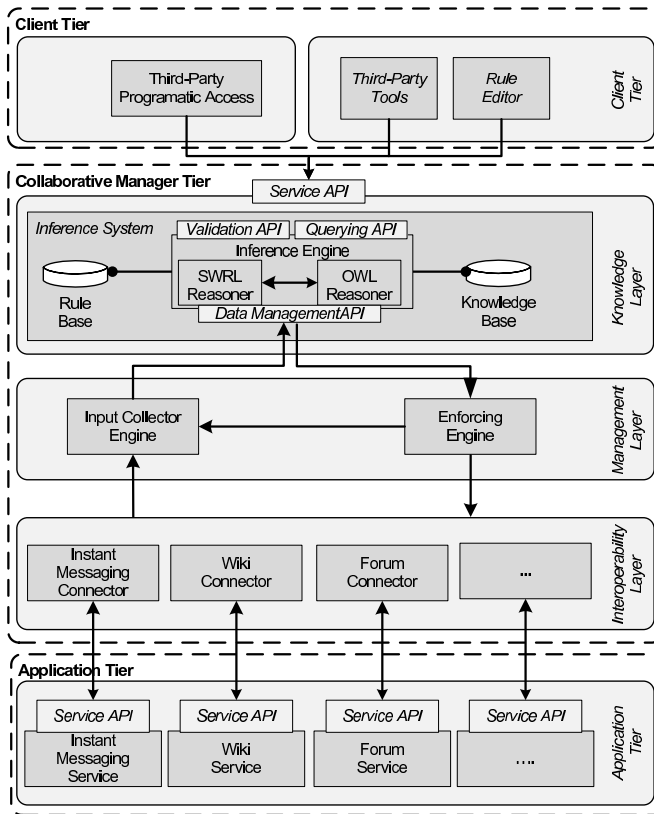 Client Tier
Third-Party
Programatic Access
Third-Party
Tools
Rule
Editor
Client
Tier
Collaborative Manager Tier
Service API
Inference System
Validation API
Querying API
Inference Engine
SWRL
Reasoner
OWL
Reasoner
Rule
Base
Knowledge
Base
Data ManagementAPI
Knowledge
Layer
Input Collector
Engine
Enforcing
Engine
Management
Layer
Instant
Messaging
Connector
Wiki
Connector
Forum
Connector
...
Interoperability
Layer
Application Tier
Service API
Service API
Service API
Service API
Instant
Messaging
Service
Wiki
Service
Forum
Service
....
Application
Tier